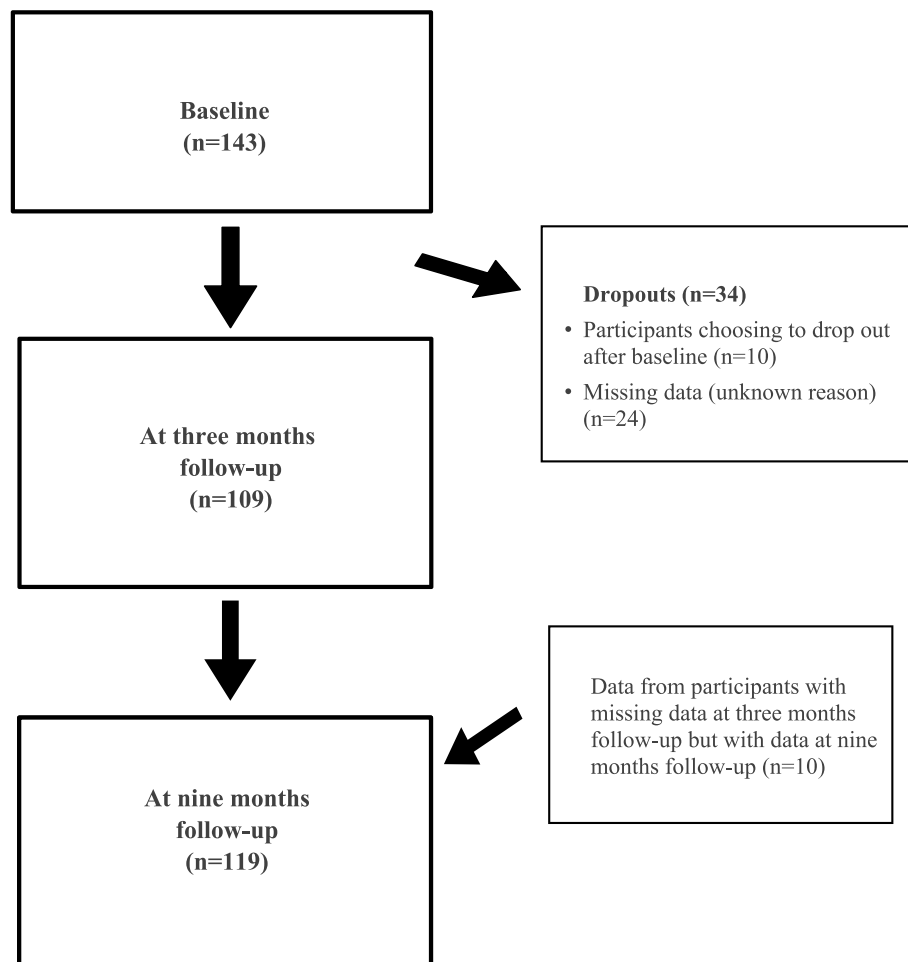 Baseline
(n=143)
Dropouts (n=34)
• Participants choosing to drop out
after baseline (n=10)
• Missing data (unknown reason)
(n=24)
At three months
follow-up
(n=109)
Data from participants with
missing data at three months
follow-up but with data at nine
months follow-up (n=10)
At nine months
follow-up
(n=119)